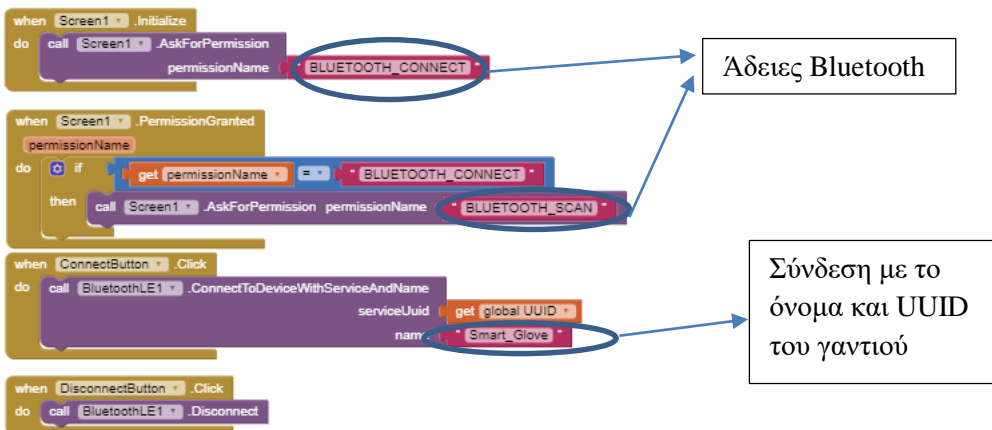 when Screen1 .Initialize
do call Screen1 .AskForPermission
permissionName " BLUETOOTH_CONNECT "
Άδειες Bluetooth
when Screen1 .PermissionGranted
permissionName
do if get permissionName = " BLUETOOTH_CONNECT "
then call Screen1 .AskForPermission permissionName " BLUETOOTH_SCAN "
when ConnectButton .Click
do call BluetoothLE1 .ConnectToDeviceWithServiceAndName
serviceUuid get global UUID
name " Smart_Glove "
Σύνδεση με το
όνομα και UUID
του γαντιού
when DisconnectButton .Click
do call BluetoothLE1 .Disconnect